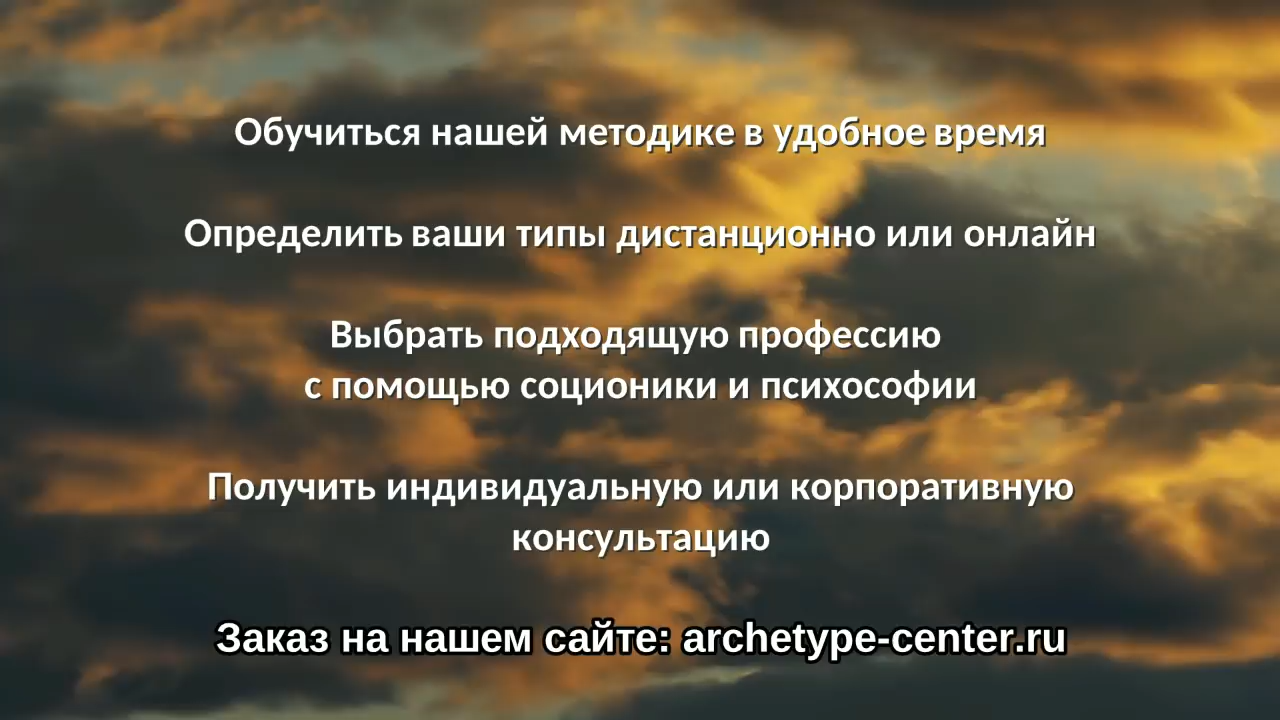 Обучиться нашей методике в удобное время
Определить ваши типы дистанционно или онлайн
Выбрать подходящую профессию
с помощью соционики и психософии
Получить индивидуальную или корпоративную
консультацию
Заказ на нашем сайте: archetype-center.ru